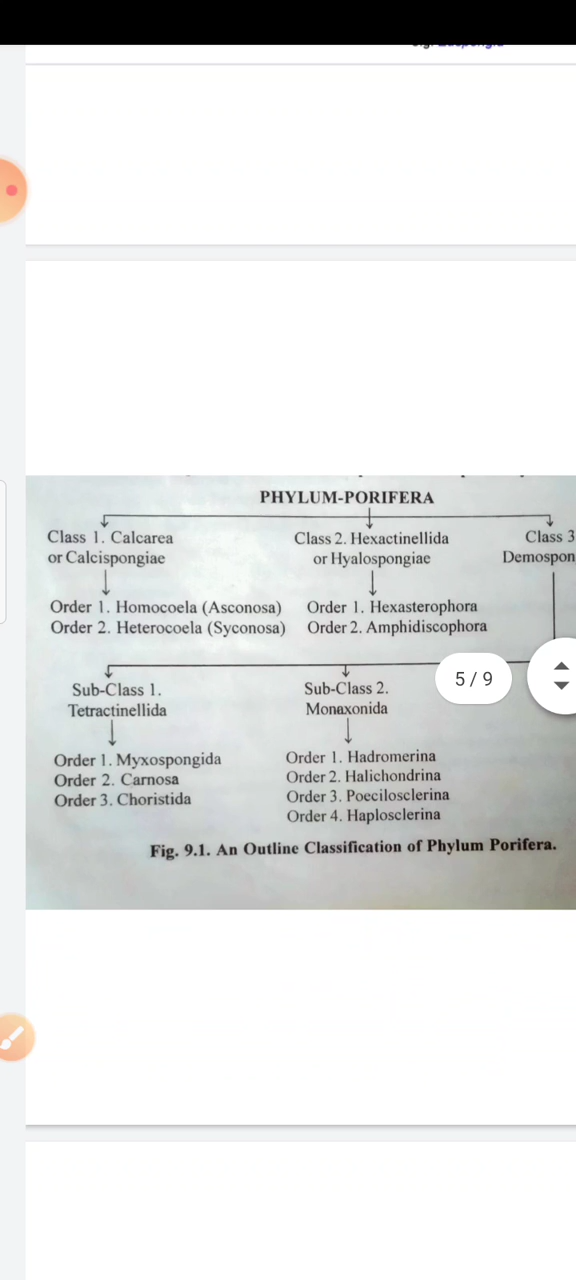 PHYLUM-PORIFERA
Class 1. Calcarea
or Calcispongiae
Class 2. Hexactinellida
or Hyalospongiae
Class 3
Demospon
Order 1. Homocoela (Asconosa)
Order 2. Heterocoela (Syconosa)
Order 1. Hexasterophora
Order 2. Amphidiscophora
Sub-Class 1.
Tetractinellida
Sub-Class 2.
Monaxonida
5 / 9
Order 1. Myxospongida
Order 2. Carnosa
Order 3. Choristida
Order 1. Hadromerina
Order 2. Halichondrina
Order 3. Poecilosclerina
Order 4. Haplosclerina
Fig. 9.1. An Outline Classification of Phylum Porifera.